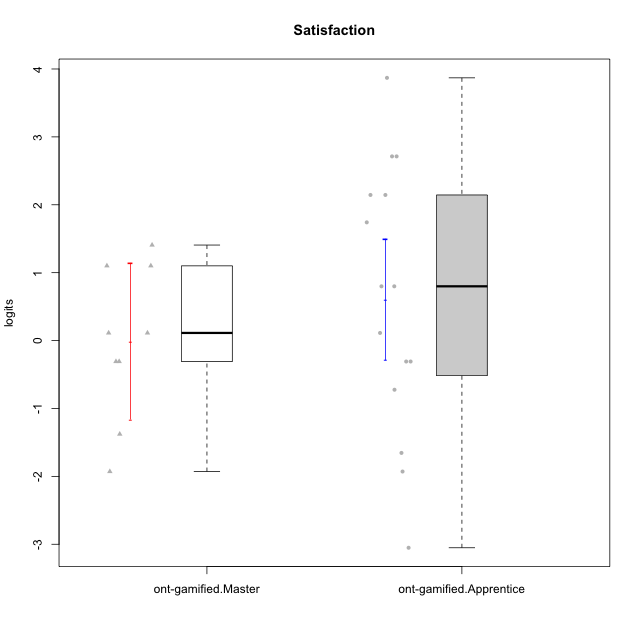 Satisfaction
4
3
2
1
0
-1
-2
-3
logits
ont-gamified.Master
ont-gamified.Apprentice